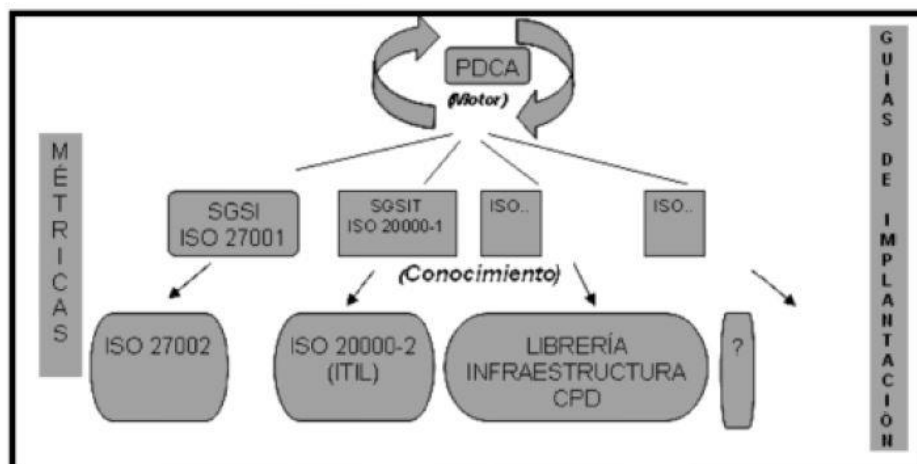 PDCA
(Motor)
MÉTRICAS
GUÍAS DE IMPLANTACIÓN
SGSI
ISO 27001
SGSIT
ISO 20000-1
ISO..
ISO..
(Conocimiento)
ISO 27002
ISO 20000-2
(ITIL)
LIBRERÍA
INFRAESTRUCTURA
CPD
?